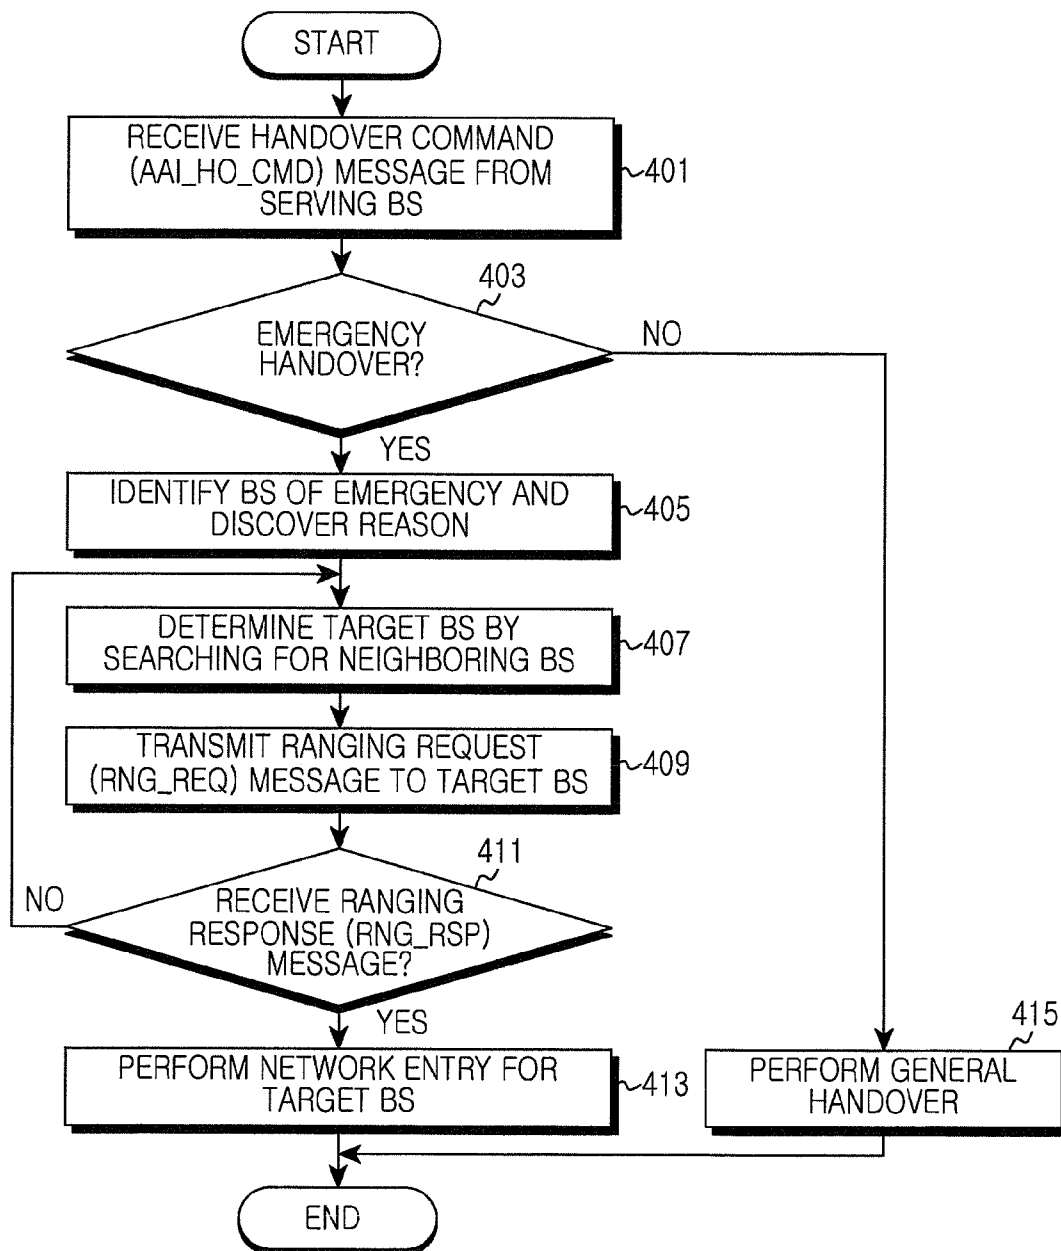 START
RECEIVE HANDOVER COMMAND
(AAI_HO_CMD) MESSAGE FROM
SERVING BS
401
403
EMERGENCY
HANDOVER?
NO
YES
IDENTIFY BS OF EMERGENCY AND
DISCOVER REASON
405
DETERMINE TARGET BS BY
SEARCHING FOR NEIGHBORING BS
407
TRANSMIT RANGING REQUEST
(RNG_REQ) MESSAGE TO TARGET BS
409
411
NO
RECEIVE RANGING
RESPONSE (RNG_RSP)
MESSAGE?
YES
PERFORM NETWORK ENTRY FOR
TARGET BS
413
415
PERFORM GENERAL
HANDOVER
END